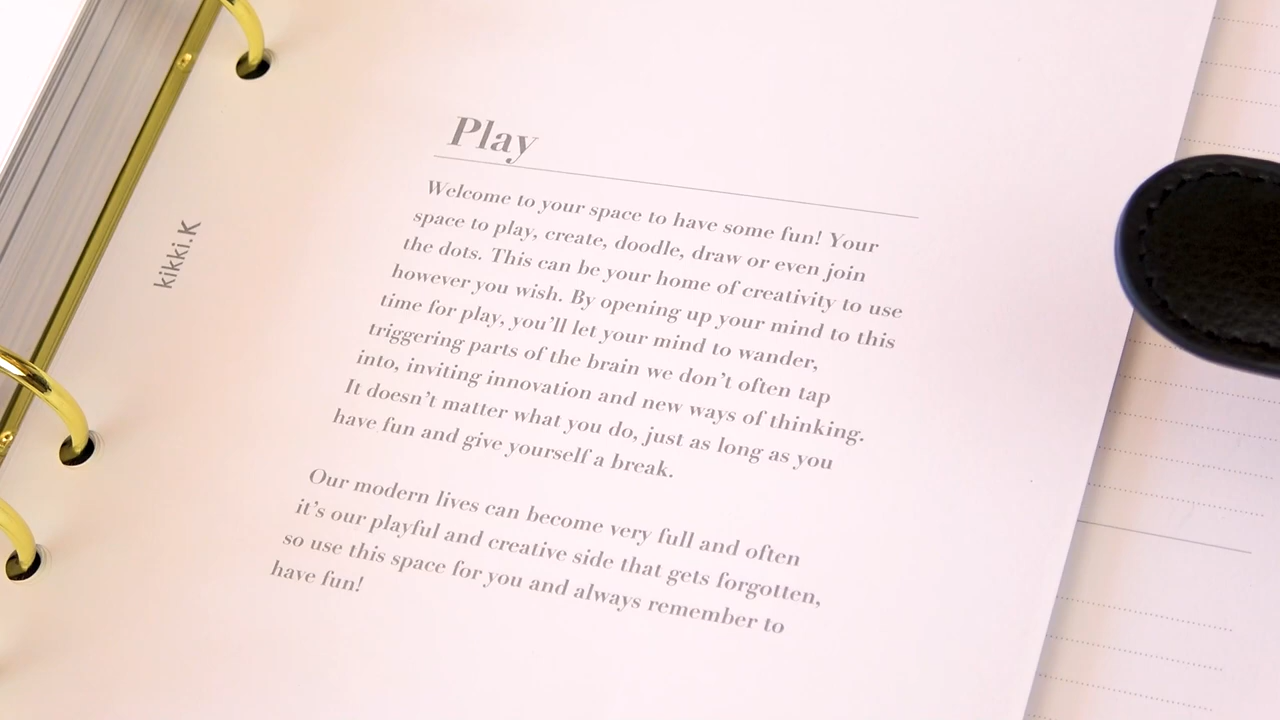 Play
Welcome to your space to have some fun! Your
space to play, create, doodle, draw or even join
the dots. This can be your home of creativity to use
however you wish. By opening up your mind to this
time for play, you'll let your mind to wander,
triggering parts of the brain we don't often tap
into, inviting innovation and new ways of thinking.
It doesn't matter what you do, just as long as you
have fun and give yourself a break.
Our modern lives can become very full and often
it's our playful and creative side that gets forgotten,
so use this space for you and always remember to
have fun!
kikki.K